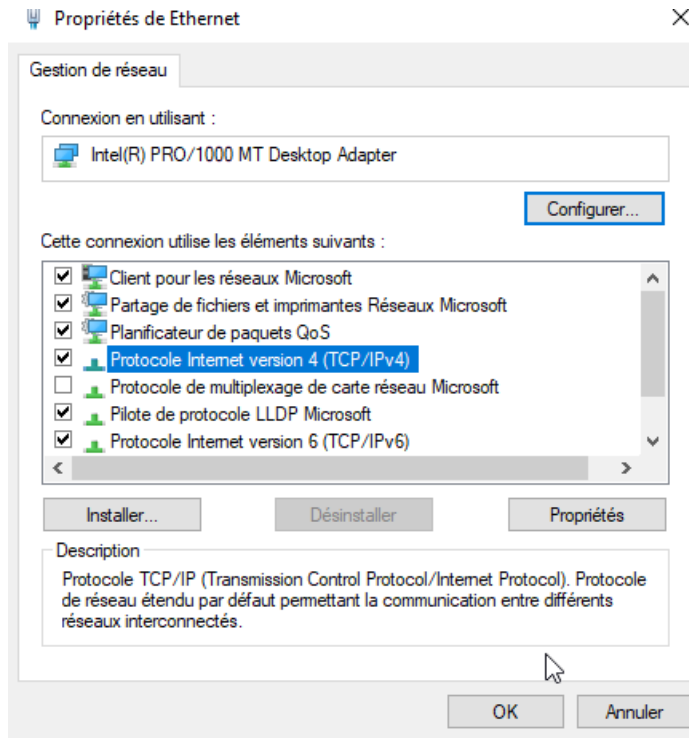 Propriétés de Ethernet
Gestion de réseau
Connexion en utilisant :
Intel(R) PRO/1000 MT Desktop Adapter
Configurer...
Cette connexion utilise les éléments suivants :
Client pour les réseaux Microsoft
Partage de fichiers et imprimantes Réseaux Microsoft
Planificateur de paquets QoS
Protocole Internet version 4 (TCP/IPv4)
Protocole de multiplexage de carte réseau Microsoft
Pilote de protocole LLDP Microsoft
Protocole Internet version 6 (TCP/IPv6)
Installer...
Désinstaller
Propriétés
Description
Protocole TCP/IP (Transmission Control Protocol/Internet Protocol). Protocole
de réseau étendu par défaut permettant la communication entre différents
réseaux interconnectés.
OK
Annuler